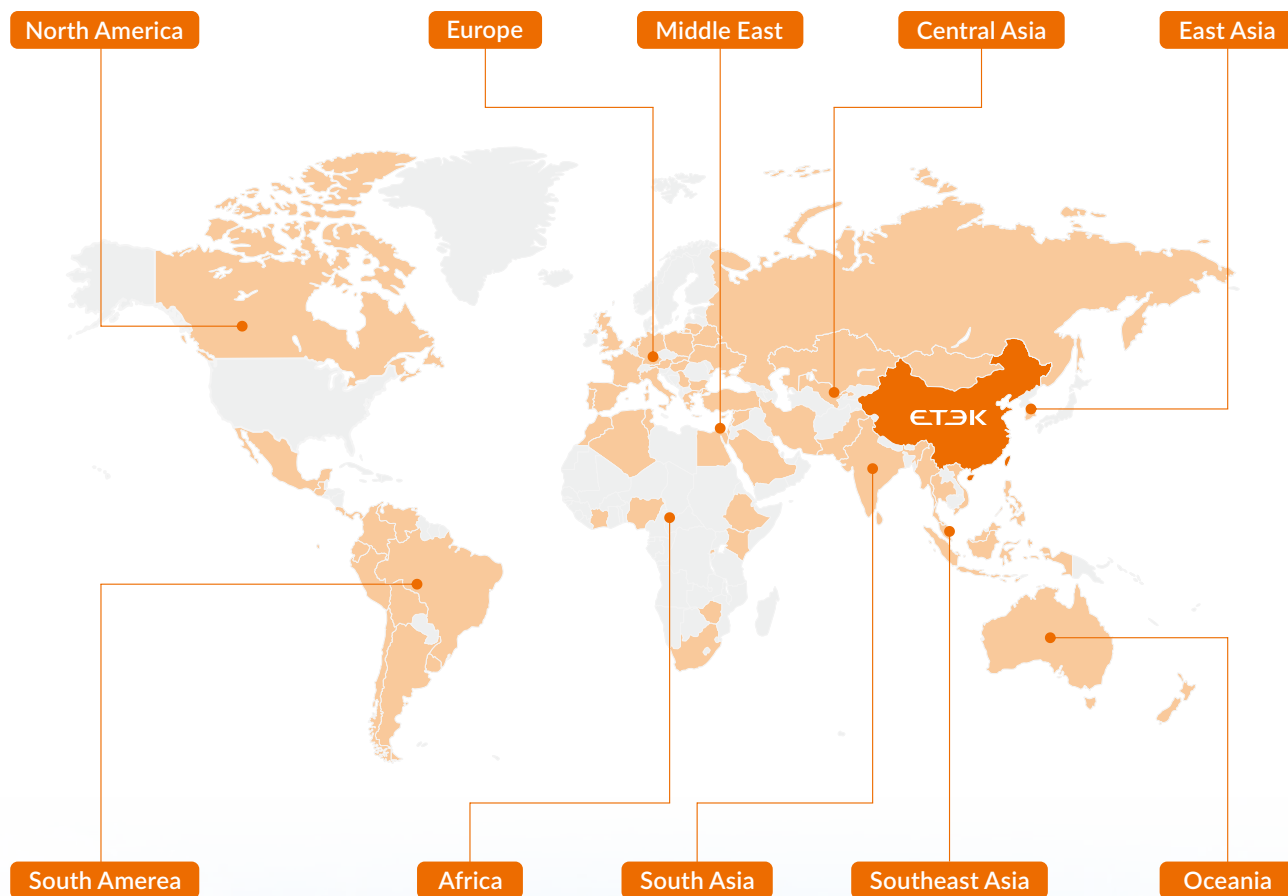 North America
Europe
Middle East
Central Asia
East Asia
ETEK
South Amerea
Africa
South Asia
Southeast Asia
Oceania